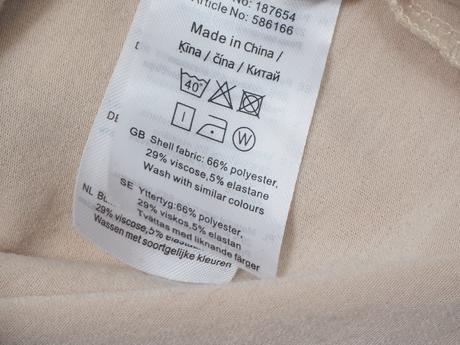 No: 187654
Article No: 586166
Made in China /
Ķīna / čína / Китай
40°
W
DE
GB Shell fabric: 66% polyester,
29% viscose,5% elastane
Wash with similar colours
SE Yttertyg:66% polyester,
29% viskos,5% elastan
Tvättas med liknande färger
NL
29% viscose,5%
Wassen met soortgelijke kleuren